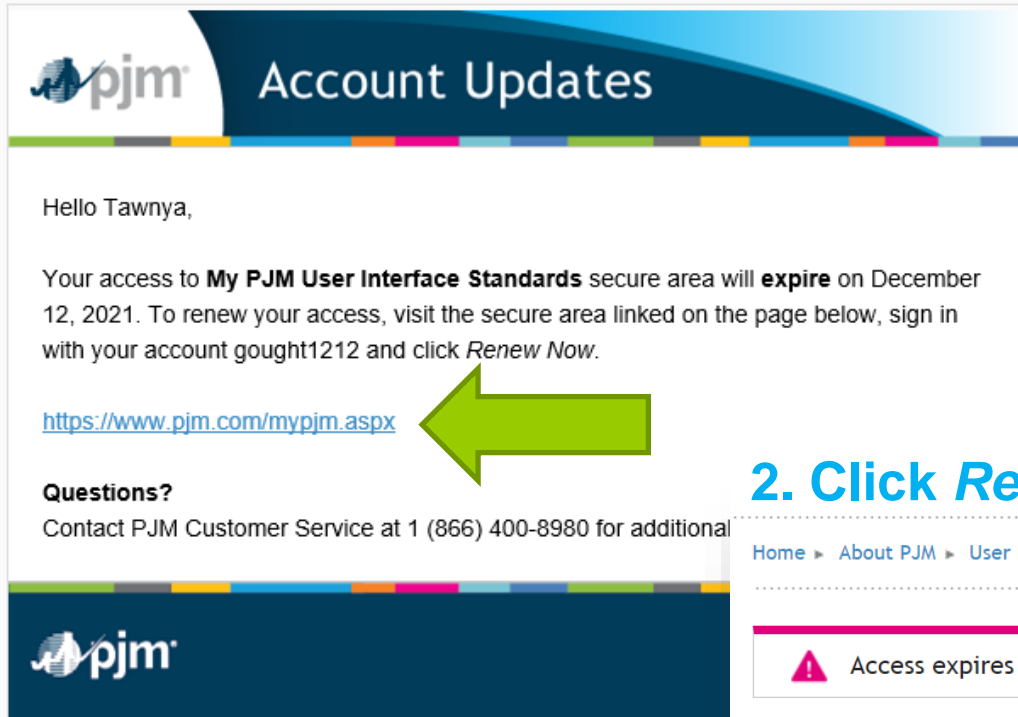 pjm
Account Updates
Hello Tawnya,
Your access to My PJM User Interface Standards secure area will expire on December
12, 2021. To renew your access, visit the secure area linked on the page below, sign in
with your account gought1212 and click Renew Now.
https://www.pjm.com/mypjm.aspx
Questions?
Contact PJM Customer Service at 1 (866) 400-8980 for additional
2. Click Re
Home ▸ About PJM ▸ User
Access expires
pjm